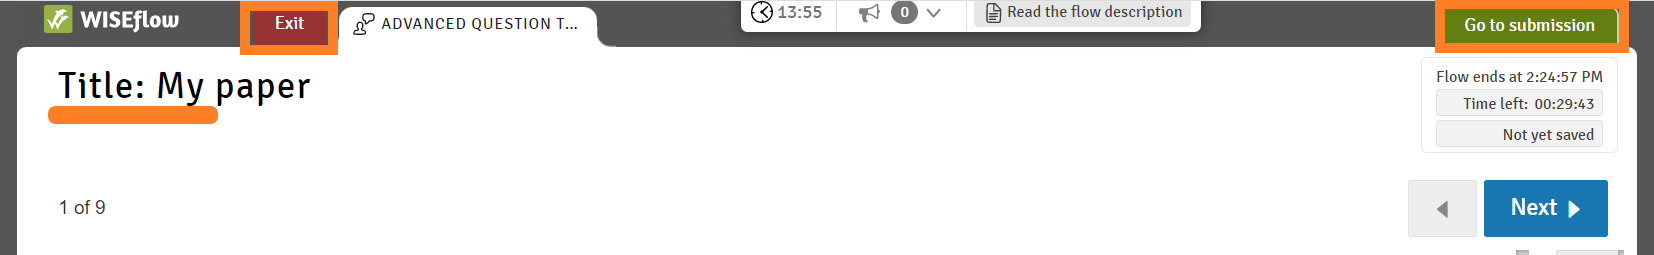 WISEflow
Exit
ADVANCED QUESTION T...
13:55
0
Read the flow description
Go to submission
Title: My paper
Flow ends at 2:24:57 PM
Time left: 00:29:43
Not yet saved
1 of 9
Next